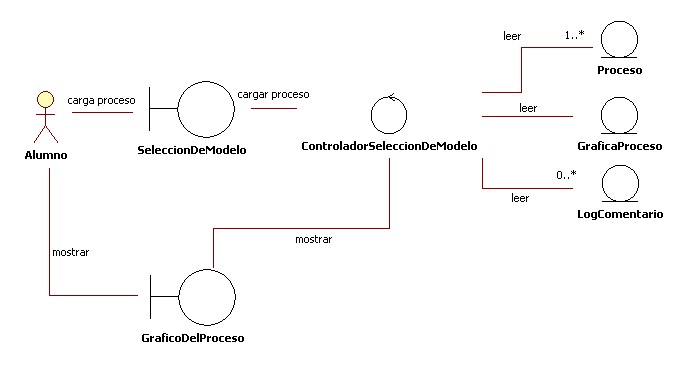 leer
1..*
Proceso
carga proceso
cargar proceso
leer
Alumno
SeleccionDeModelo
ControladorSeleccionDeModelo
GraficaProceso
0..*
leer
LogComentario
mostrar
mostrar
GraficoDelProceso